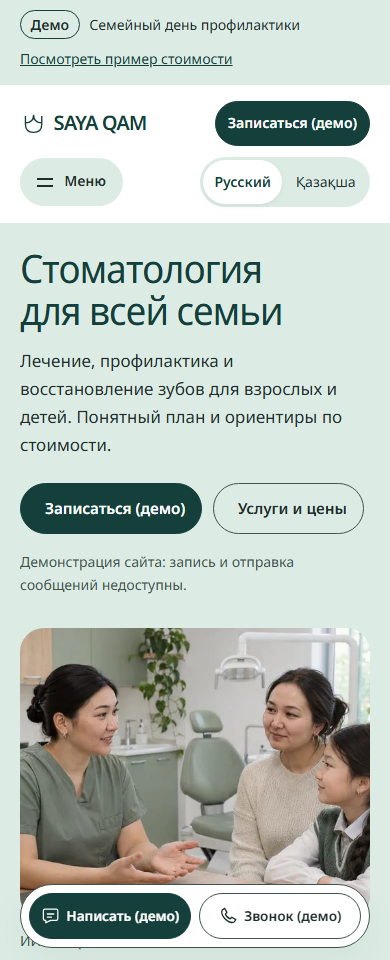 Демо Семейный день профилактики
Посмотреть пример стоимости
SAYA QAM
Записаться (демо)
Меню
Русский Қазақша
Стоматология
для всей семьи
Лечение, профилактика и
восстановление зубов для взрослых и
детей. Понятный план и ориентиры по
стоимости.
Записаться (демо) Услуги и цены
Демонстрация сайта: запись и отправка
сообщений недоступны.
Написать (демо) Звонок (демо)